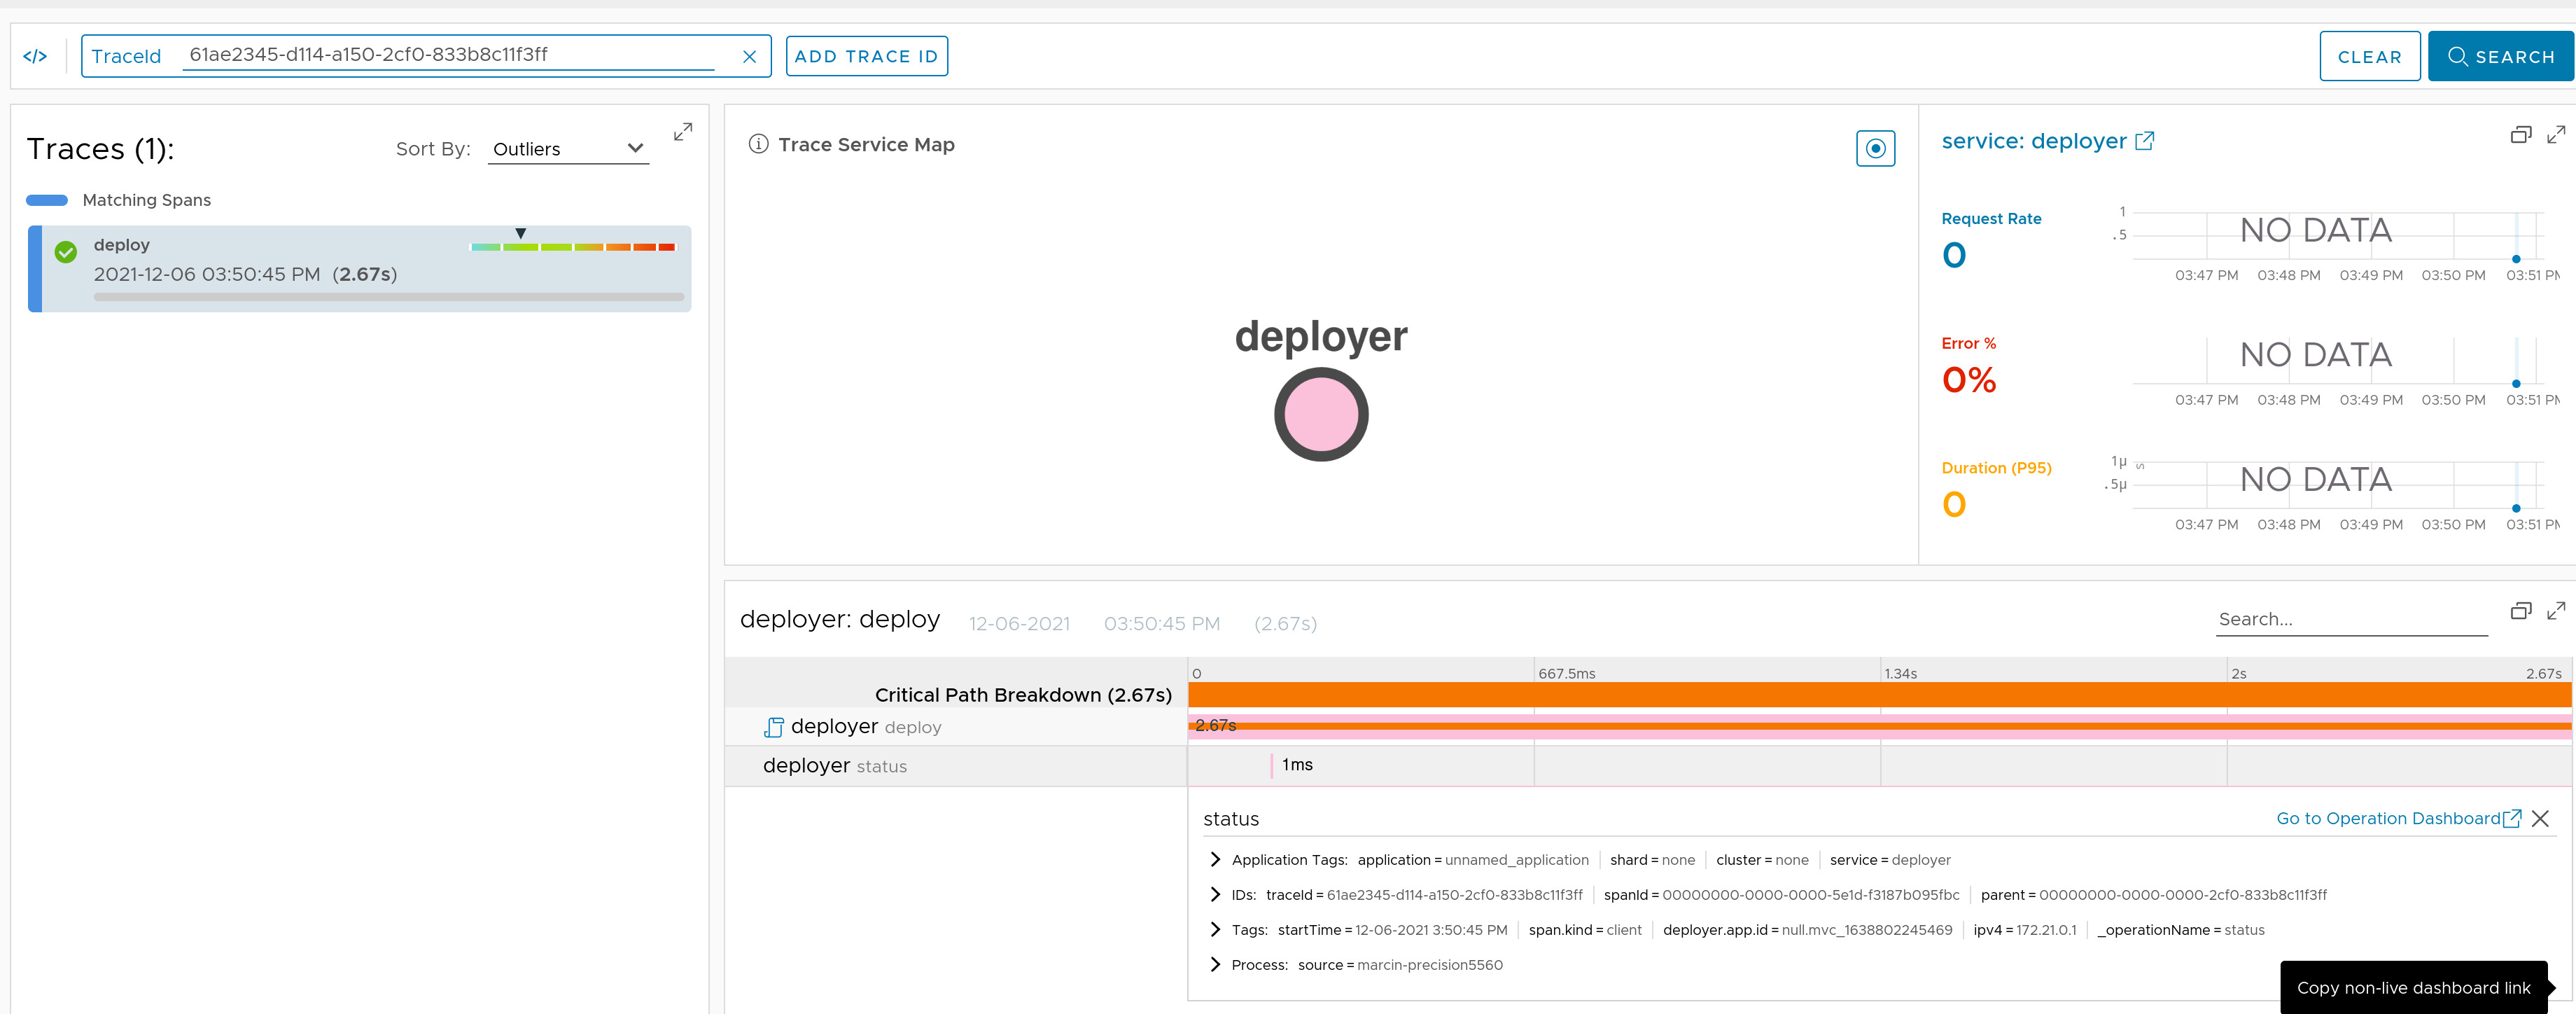 </> TraceId 61ae2345-d114-a150-2cf0-833b8c11f3ff ADD TRACE ID CLEAR SEARCH
Traces (1):
Sort By: Outliers
Matching Spans
deploy
2021-12-06 03:50:45 PM (2.67s)
Trace Service Map
deployer
service: deployer
Request Rate
0
1
.5
NO DATA
03:47 PM 03:48 PM 03:49 PM 03:50 PM 03:51 PM
Error %
0%
NO DATA
03:47 PM 03:48 PM 03:49 PM 03:50 PM 03:51 PM
Duration (P95)
0
1μ s
.5μ
NO DATA
03:47 PM 03:48 PM 03:49 PM 03:50 PM 03:51 PM
deployer: deploy 12-06-2021 03:50:45 PM (2.67s) Search...
0 667.5ms 1.34s 2s 2.67s
Critical Path Breakdown (2.67s)
deployer deploy 2.67s
deployer status 1ms
status Go to Operation Dashboard
Application Tags: application = unnamed_application shard = none cluster = none service = deployer
IDs: traceId = 61ae2345-d114-a150-2cf0-833b8c11f3ff spanId = 00000000-0000-0000-5e1d-f3187b095fbc parent = 00000000-0000-0000-2cf0-833b8c11f3ff
Tags: startTime = 12-06-2021 3:50:45 PM span.kind = client deployer.app.id = null.mvc_1638802245469 ipv4 = 172.21.0.1 _operationName = status
Process: source = marcin-precision5560
Copy non-live dashboard link